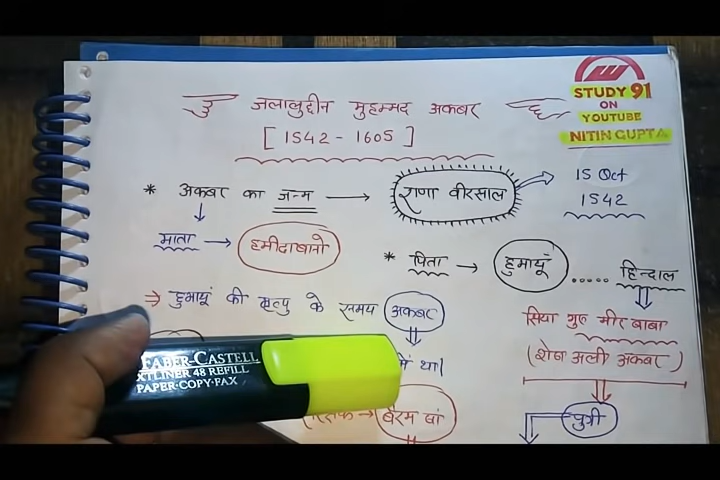 STUDY 91
ON
YOUTUBE
NITIN GUPTA
जलालुद्दीन मुहम्मद अकबर
[ 1542 - 1605 ]
* अकबर का जन्म → राणा वीरसाल
15 Oct
1542
माता → हमीदाबानो
* पिता → हुमायूं ..... हिन्दाल
⇒ हुमायूं की मृत्यु के समय अकबर
सिया गुरु मीर बाबा
(शेख अली अकबर)
में था।
→ बैरम खां
पुत्री
FABER-CASTELL
TEXTLINER 48 REFILL
PAPER·COPY·FAX